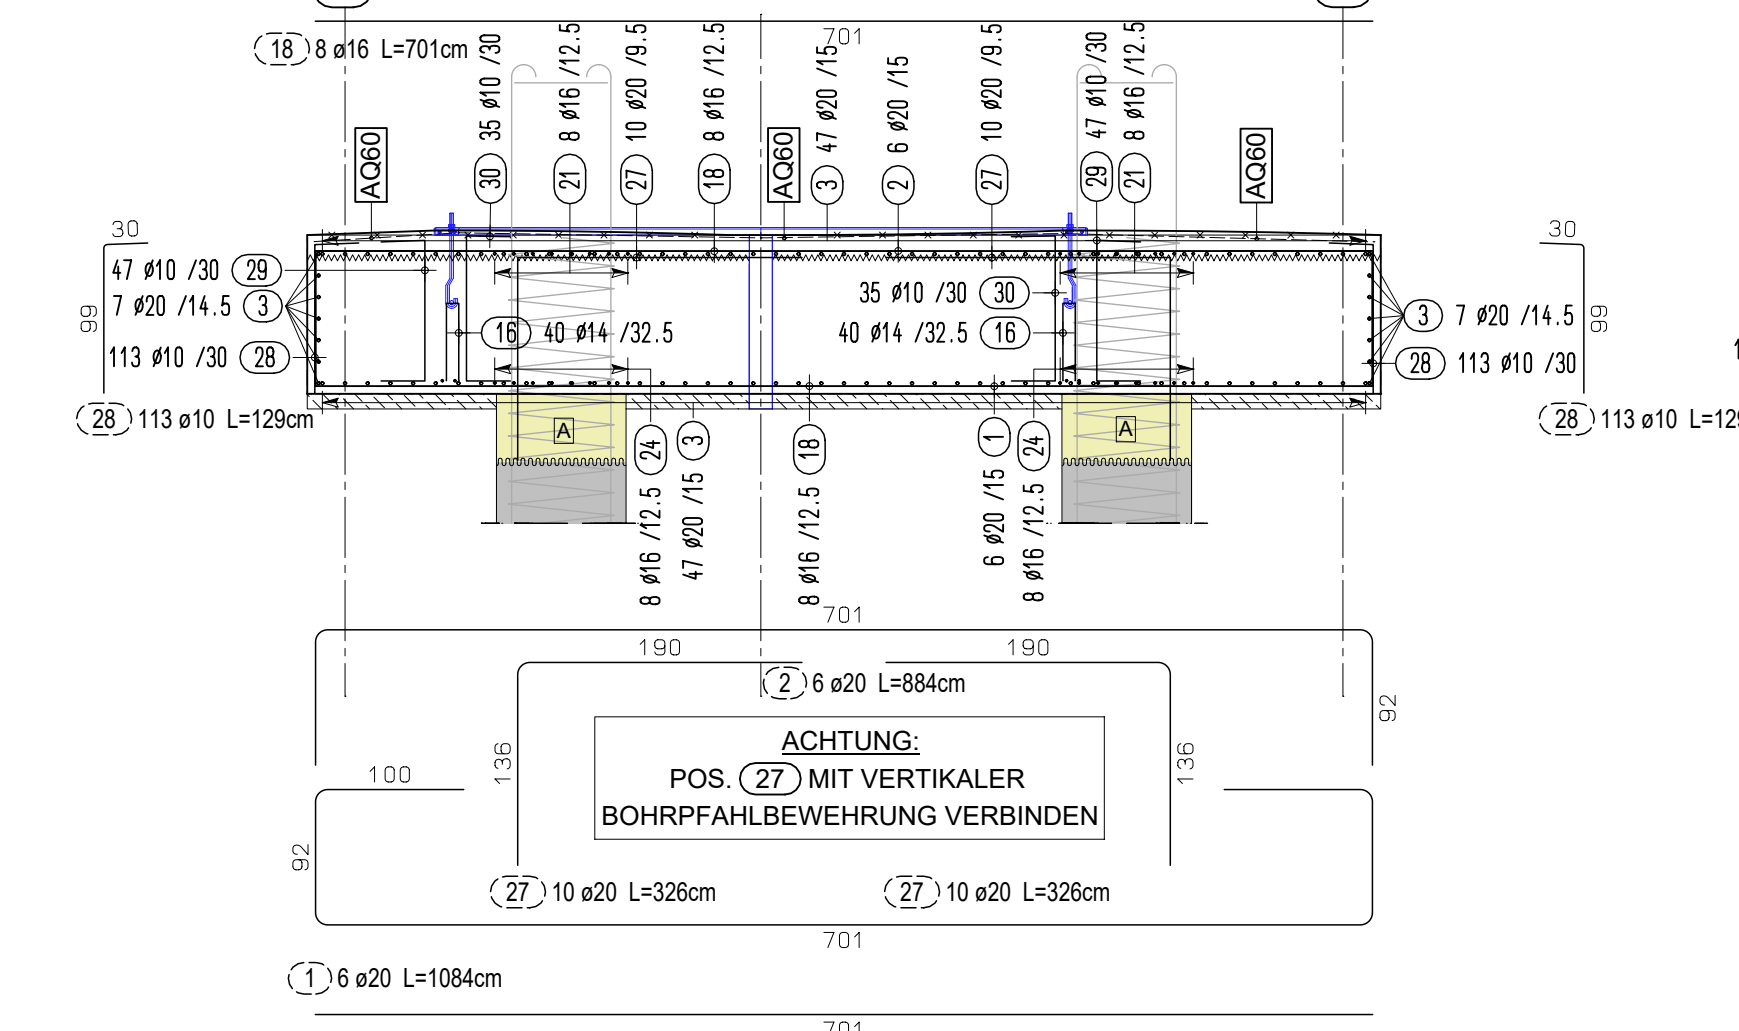 701
18 8 ø16 L=701cm
30 35 ø10 /30
21 8 ø16 /12.5
27 10 ø20 /9.5
18 8 ø16 /12.5
3 47 ø20 /15
2 6 ø20 /15
27 10 ø20 /9.5
29 47 ø10 /30
21 8 ø16 /12.5
AQ60
AQ60
AQ60
30
30
99
99
47 ø10 /30 29
7 ø20 /14.5 3
113 ø10 /30 28
28 113 ø10 L=129cm
16 40 ø14 /32.5
35 ø10 /30 30
40 ø14 /32.5 16
3 7 ø20 /14.5
28 113 ø10 /30
28 113 ø10 L=129
A
A
8 ø16 /12.5 24
47 ø20 /15 3
8 ø16 /12.5 18
6 ø20 /15 1
8 ø16 /12.5 24
701
190
190
2 6 ø20 L=884cm
92
136
136
ACHTUNG:
POS. 27 MIT VERTIKALER
BOHRPFAHLBEWEHRUNG VERBINDEN
100
92
27 10 ø20 L=326cm
27 10 ø20 L=326cm
701
1 6 ø20 L=1084cm
701